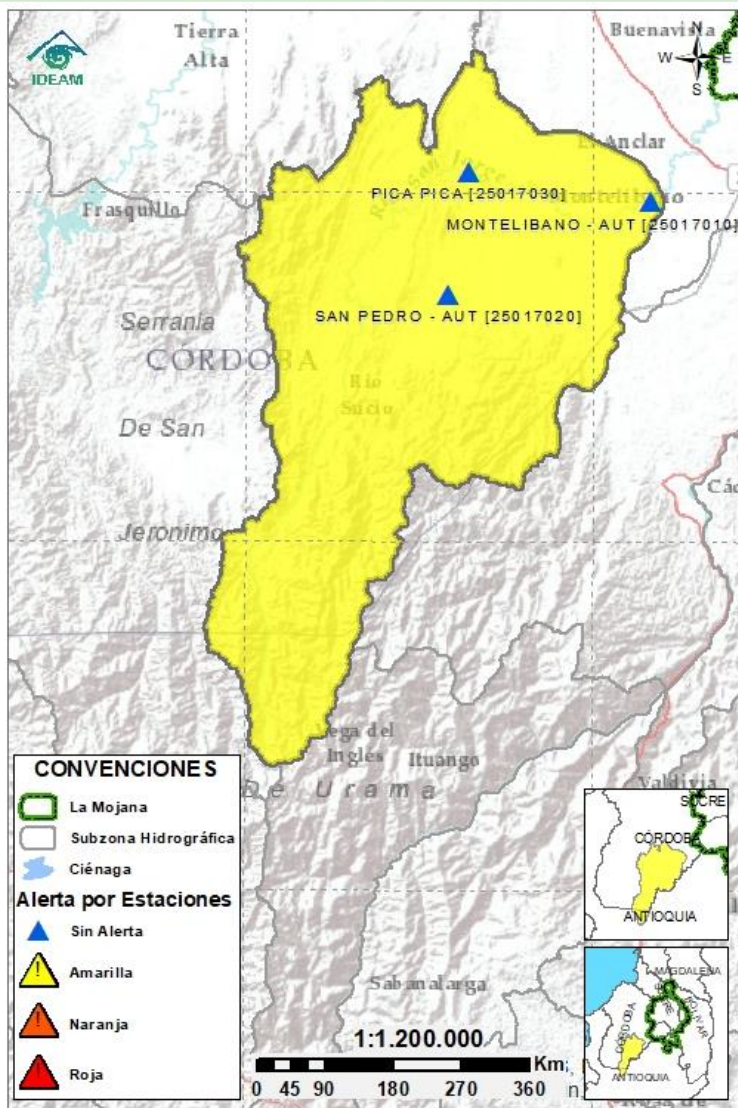 Tierra
Alta
Buenavista
N
W E
S
IDEAM
El Anclar
PICA PICA [25017030]
Montelibano
Frasquillo
MONTELIBANO - AUT [25017010]
SAN PEDRO - AUT [25017020]
Serrania
CÓRDOBA
Rio
Sucio
De San
Jeronimo
Ingles
Ituango
De Urama
Valdivia
CONVENCIONES
La Mojana
Subzona Hidrográfica
Ciénaga
Alerta por Estaciones
Sin Alerta
Amarilla
Naranja
Roja
SUCRE
CÓRDOBA
ANTIOQUIA
MAGDALENA
CÓRDOBA
ANTIOQUIA
Sabanalarga
1:1.200.000
Km
0 45 90 180 270 360